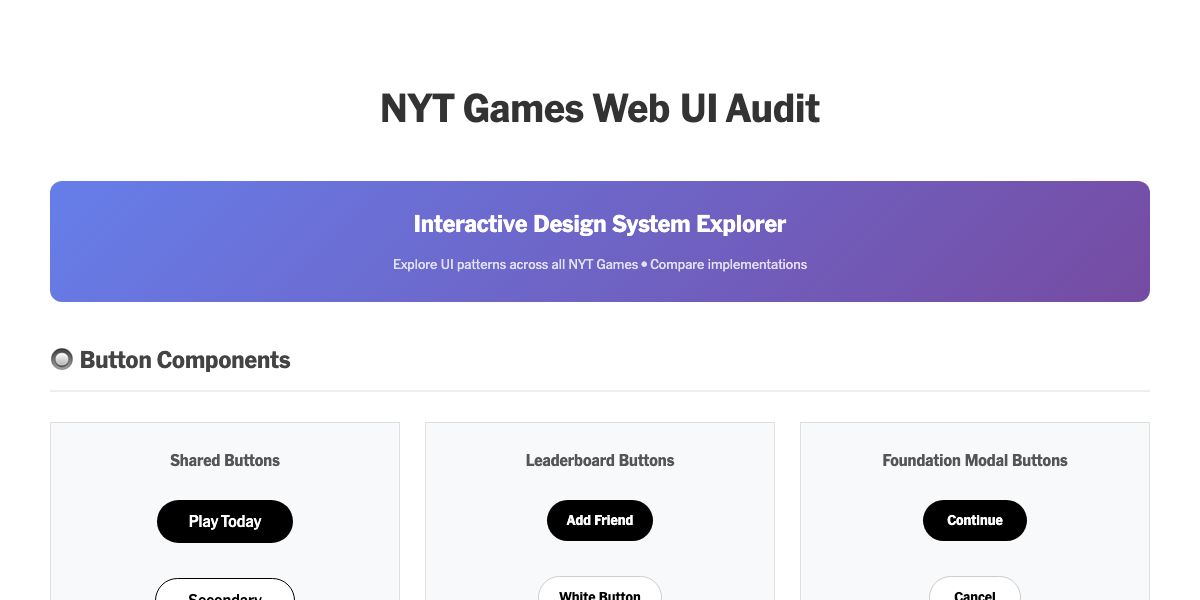 NYT Games Web UI Audit
Interactive Design System Explorer
Explore UI patterns across all NYT Games • Compare implementations
Button Components
Shared Buttons
Leaderboard Buttons
Foundation Modal Buttons
Play Today
Add Friend
Continue
Secondary
White Button
Cancel